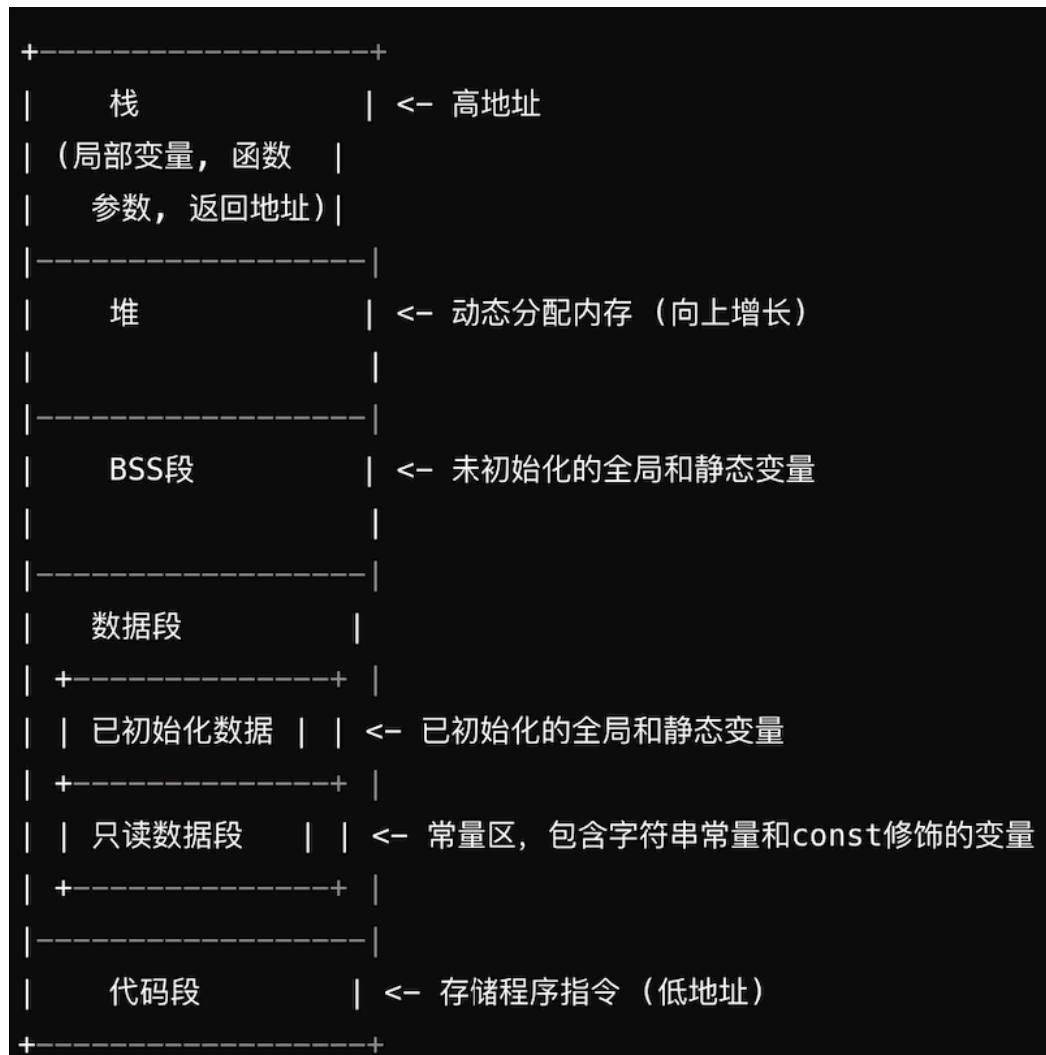 +------------------+
|    栈            | <- 高地址
| (局部变量, 函数  |
|   参数, 返回地址)|
|------------------|
|    堆            | <- 动态分配内存 (向上增长)
|                  |
|------------------|
|    BSS段         | <- 未初始化的全局和静态变量
|                  |
|------------------|
|   数据段         |
| +--------------+ |
| | 已初始化数据 | | <- 已初始化的全局和静态变量
| +--------------+ |
| | 只读数据段   | | <- 常量区，包含字符串常量和const修饰的变量
| +--------------+ |
|------------------|
|    代码段        | <- 存储程序指令 (低地址)
+------------------+